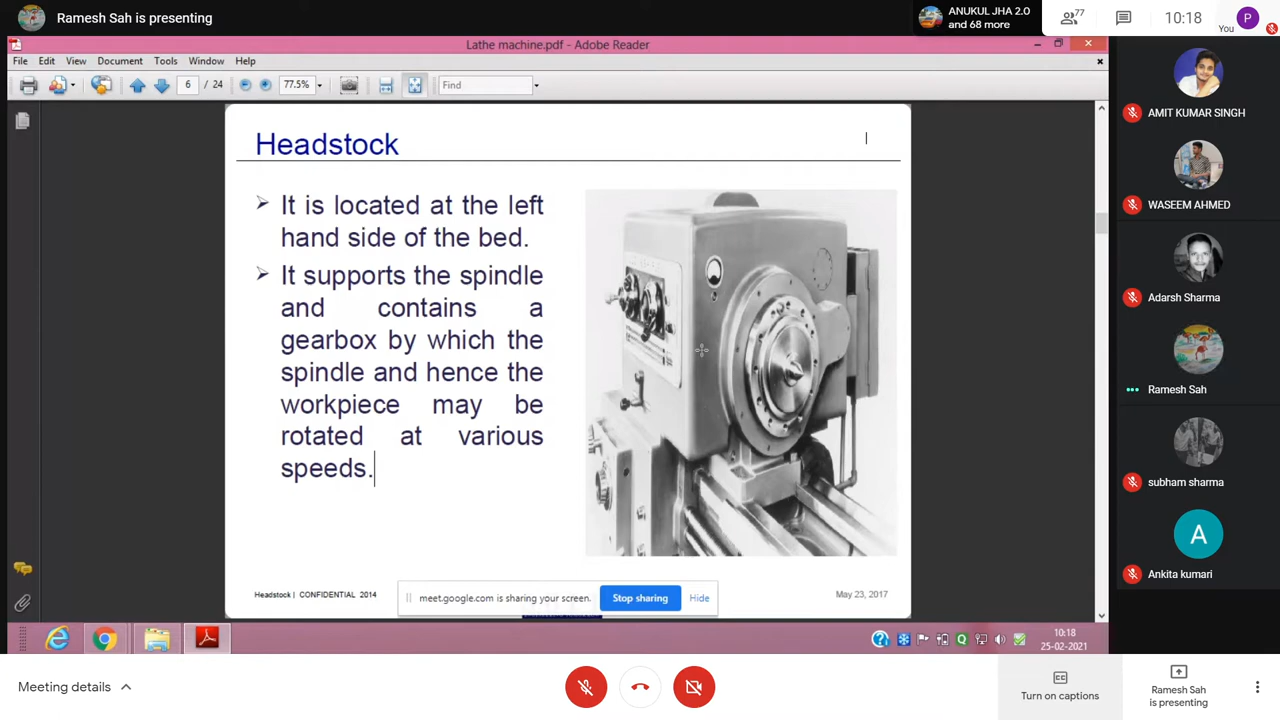 Ramesh Sah is presenting
ANUKUL JHA 2.0
and 68 more
77
10:18
You
P
Lathe machine.pdf - Adobe Reader
File Edit View Document Tools Window Help
6 / 24 77.5% Find
Headstock
It is located at the left
hand side of the bed.
It supports the spindle
and contains a
gearbox by which the
spindle and hence the
workpiece may be
rotated at various
speeds.
Headstock | CONFIDENTIAL 2014
May 23, 2017
meet.google.com is sharing your screen. Stop sharing Hide
10:18
25-02-2021
AMIT KUMAR SINGH
WASEEM AHMED
Adarsh Sharma
Ramesh Sah
subham sharma
A
Ankita kumari
Meeting details
CC
Turn on captions
Ramesh Sah
is presenting